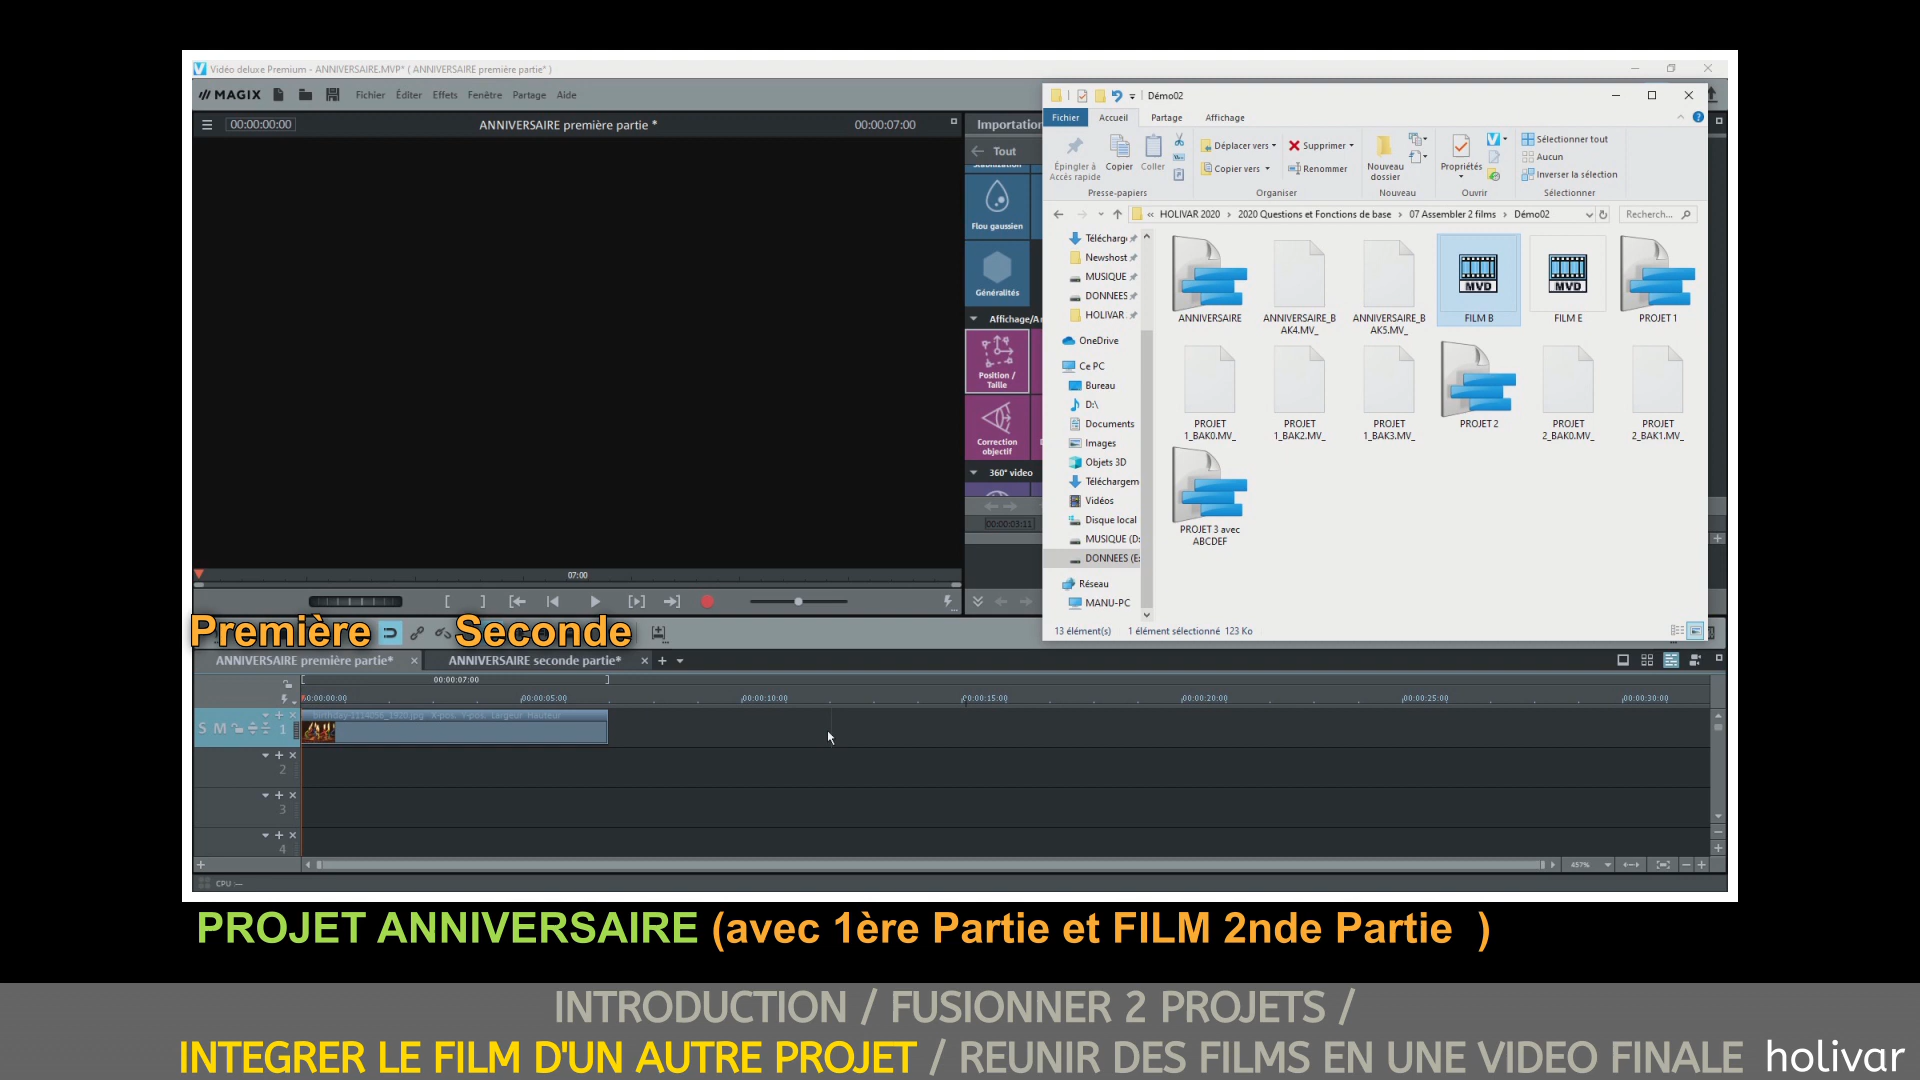 Vidéo deluxe Premium - ANNIVERSAIRE.MVP* ( ANNIVERSAIRE première partie* )
MAGIX Fichier Éditer Effets Fenêtre Partage Aide
00:00:00:00 ANNIVERSAIRE première partie * 00:00:07:00
Importation
Tout
Flou gaussien
Généralités
Affichage/A
Position /
Taille
Correction
objectif
360° video
00:00:03:11
Démo02
Fichier Accueil Partage Affichage
Épingler à
Accès rapide
Copier
Coller
Presse-papiers
Déplacer vers
Copier vers
Supprimer
Renommer
Organiser
Nouveau
dossier
Nouveau
Propriétés
Ouvrir
Sélectionner tout
Aucun
Inverser la sélection
Sélectionner
« HOLIVAR 2020 > 2020 Questions et Fonctions de base > 07 Assembler 2 films > Démo02
Recherch...
Télécharg
Newshost
MUSIQUE
DONNEES
HOLIVAR
OneDrive
Ce PC
Bureau
D:\
Documents
Images
Objets 3D
Téléchargem
Vidéos
Disque local
MUSIQUE (D:
DONNEES (E:
Réseau
MANU-PC
ANNIVERSAIRE
ANNIVERSAIRE_B
AK4.MV_
ANNIVERSAIRE_B
AK5.MV_
MVD
FILM B
MVD
FILM E
PROJET 1
PROJET
1_BAK0.MV_
PROJET
1_BAK2.MV_
PROJET
1_BAK3.MV_
PROJET 2
PROJET
2_BAK0.MV_
PROJET
2_BAK1.MV_
PROJET 3 avec
ABCDEF
13 élément(s) 1 élément sélectionné 123 Ko
07:00
Première Seconde
ANNIVERSAIRE première partie* ANNIVERSAIRE seconde partie*
00:00:07:00
00:00:00:00 00:00:05:00 00:00:10:00 00:00:15:00 00:00:20:00 00:00:25:00 00:00:30:00
birthday-2114056_1920.jpg X-pos, Y-pos, Largeur Hauteur
S M 1
2
3
4
457%
CPU: —
PROJET ANNIVERSAIRE (avec 1ère Partie et FILM 2nde Partie )
INTRODUCTION / FUSIONNER 2 PROJETS /
INTEGRER LE FILM D'UN AUTRE PROJET / REUNIR DES FILMS EN UNE VIDEO FINALE
holivar